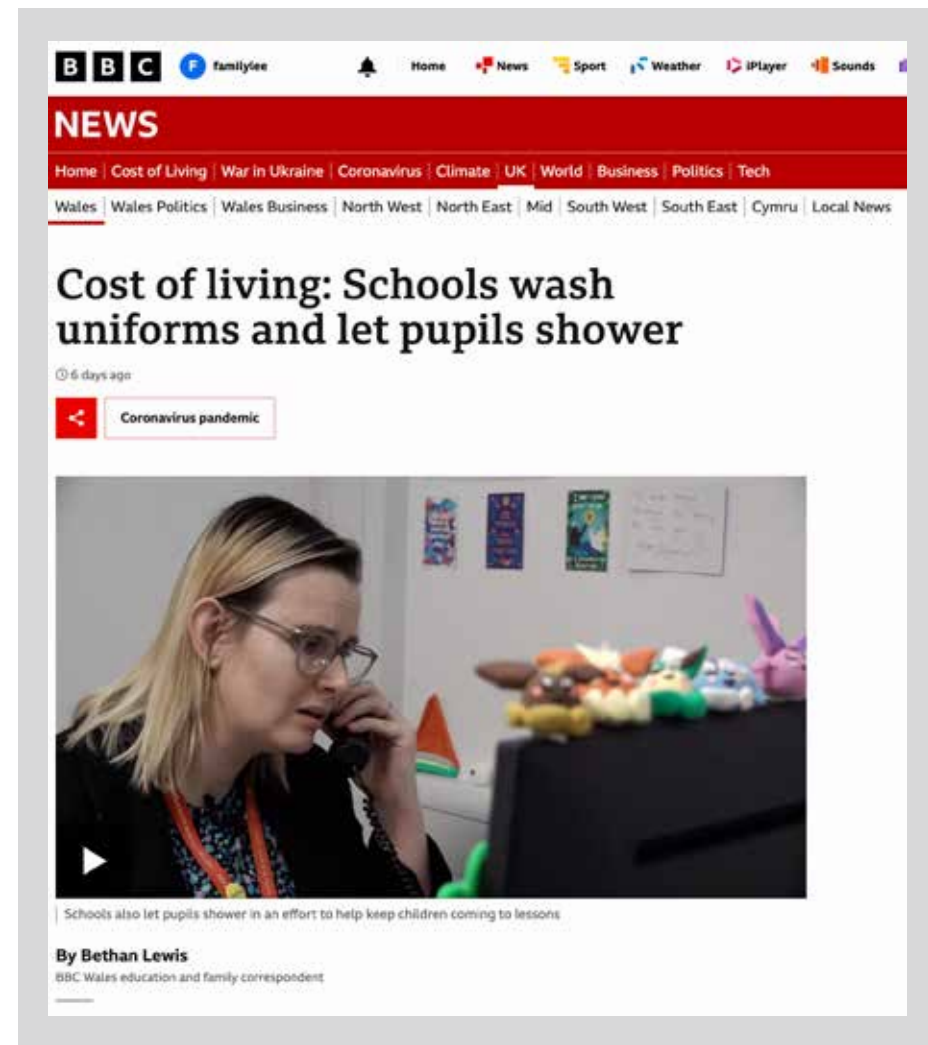 BBC F familylee Home News Sport Weather iPlayer Sounds
NEWS
Home Cost of Living War in Ukraine Coronavirus Climate UK World Business Politics Tech
Wales Wales Politics Wales Business North West North East Mid South West South East Cymru Local News
Cost of living: Schools wash
uniforms and let pupils shower
6 days ago
Coronavirus pandemic
Schools also let pupils shower in an effort to help keep children coming to lessons
By Bethan Lewis
BBC Wales education and family correspondent